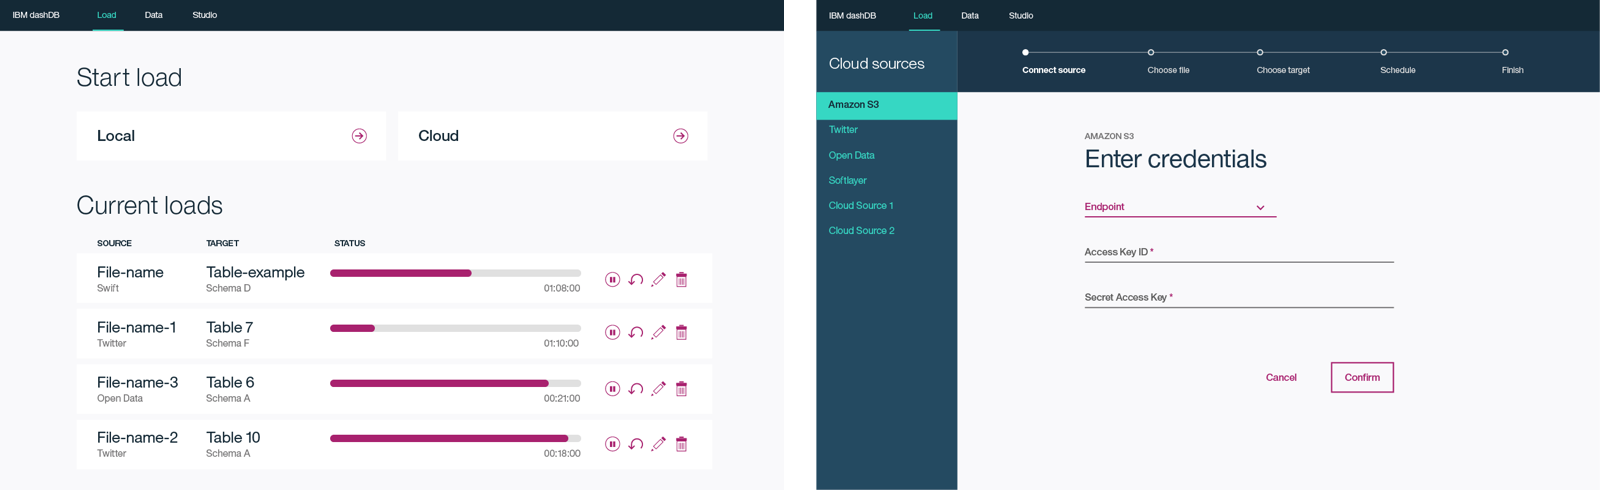 IBM dashDB Load Data Studio
Start load
Local
Cloud
Current loads
SOURCE TARGET STATUS
File-name Table-example
Swift Schema D 01:08:00
File-name-1 Table 7
Twitter Schema F 01:10:00
File-name-3 Table 6
Open Data Schema A 00:21:00
File-name-2 Table 10
Twitter Schema A 00:18:00
IBM dashDB Load Data Studio
Cloud sources
Amazon S3
Twitter
Open Data
Softlayer
Cloud Source 1
Cloud Source 2
Connect source Choose file Choose target Schedule Finish
AMAZON S3
Enter credentials
Endpoint
Access Key ID *
Secret Access Key *
Cancel Confirm